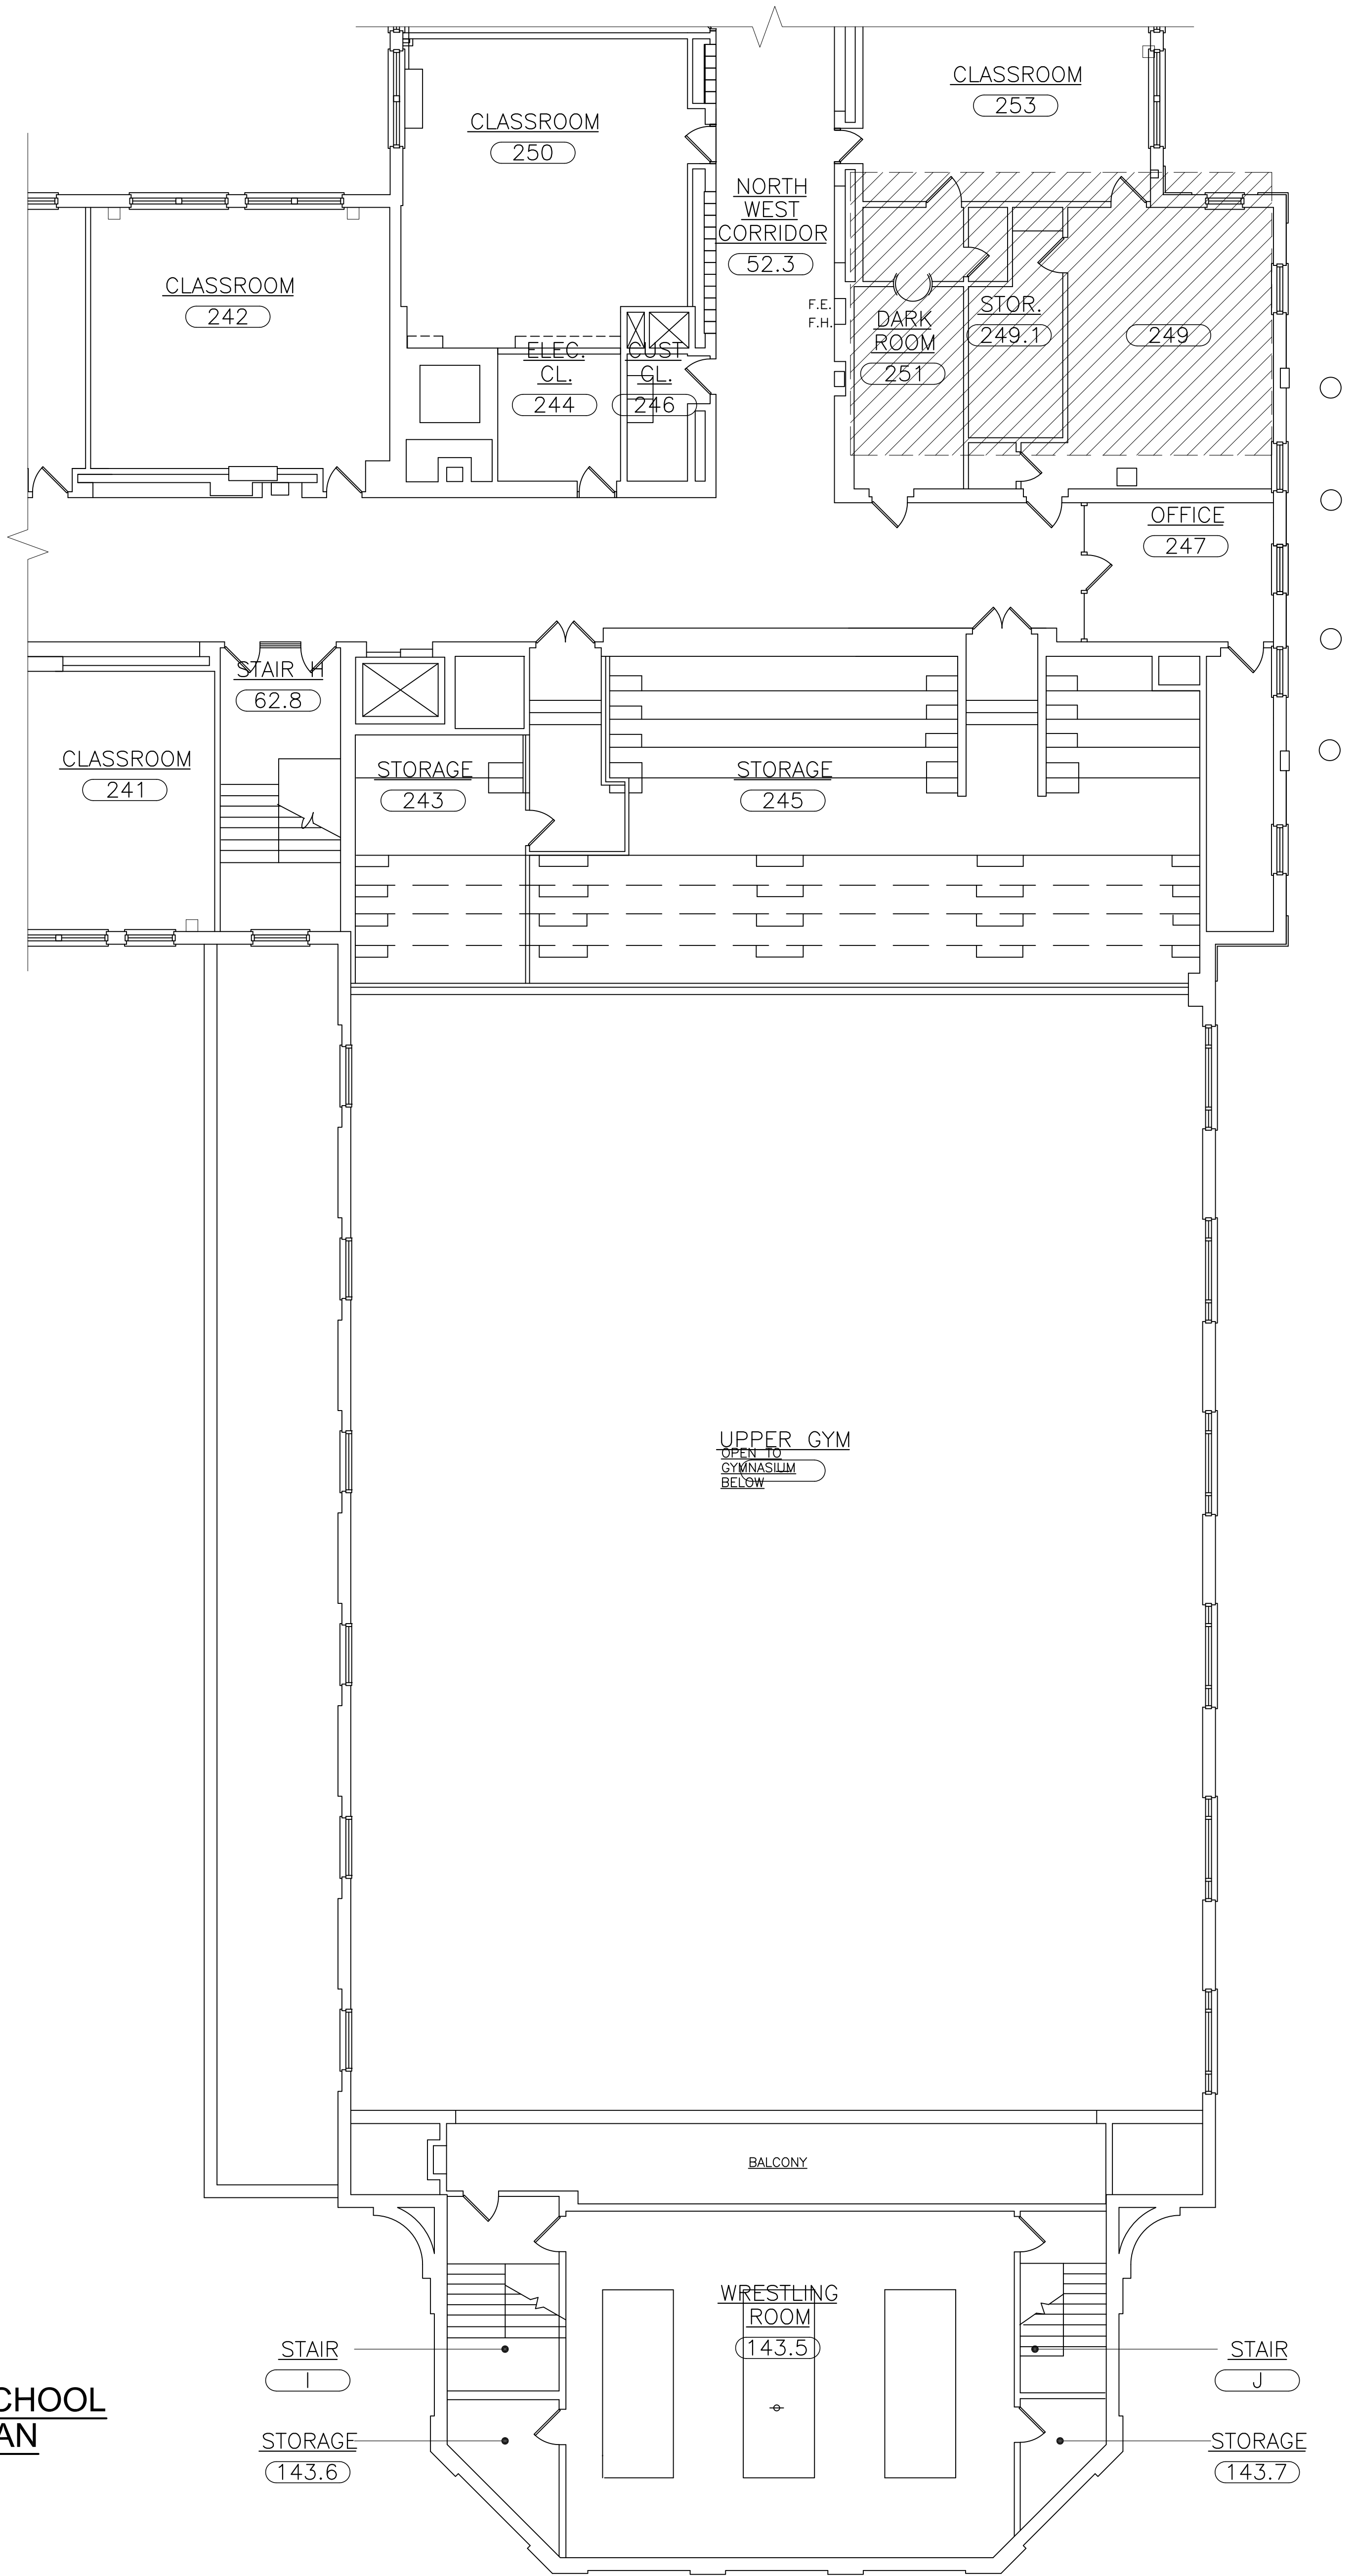 CLASSROOM
253
CLASSROOM
250
NORTH
WEST
CORRIDOR
52.3
CLASSROOM
242
F.E.
F.H.
DARK
ROOM
251
STOR.
249.1
249
ELEC.
CL.
244
CUST
CL.
246
OFFICE
247
STAIR H
62.8
CLASSROOM
241
STORAGE
243
STORAGE
245
UPPER GYM
OPEN TO
GYMNASIUM
BELOW
BALCONY
WRESTLING
ROOM
143.5
STAIR
I
STAIR
J
CHOOL
AN
STORAGE
143.6
STORAGE
143.7